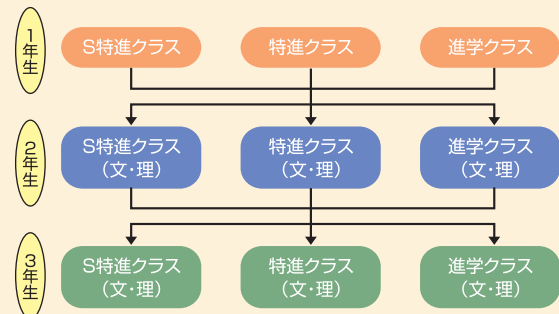 1年生
S特進クラス
特進クラス
進学クラス
2年生
S特進クラス
（文・理）
特進クラス
（文・理）
進学クラス
（文・理）
3年生
S特進クラス
（文・理）
特進クラス
（文・理）
進学クラス
（文・理）